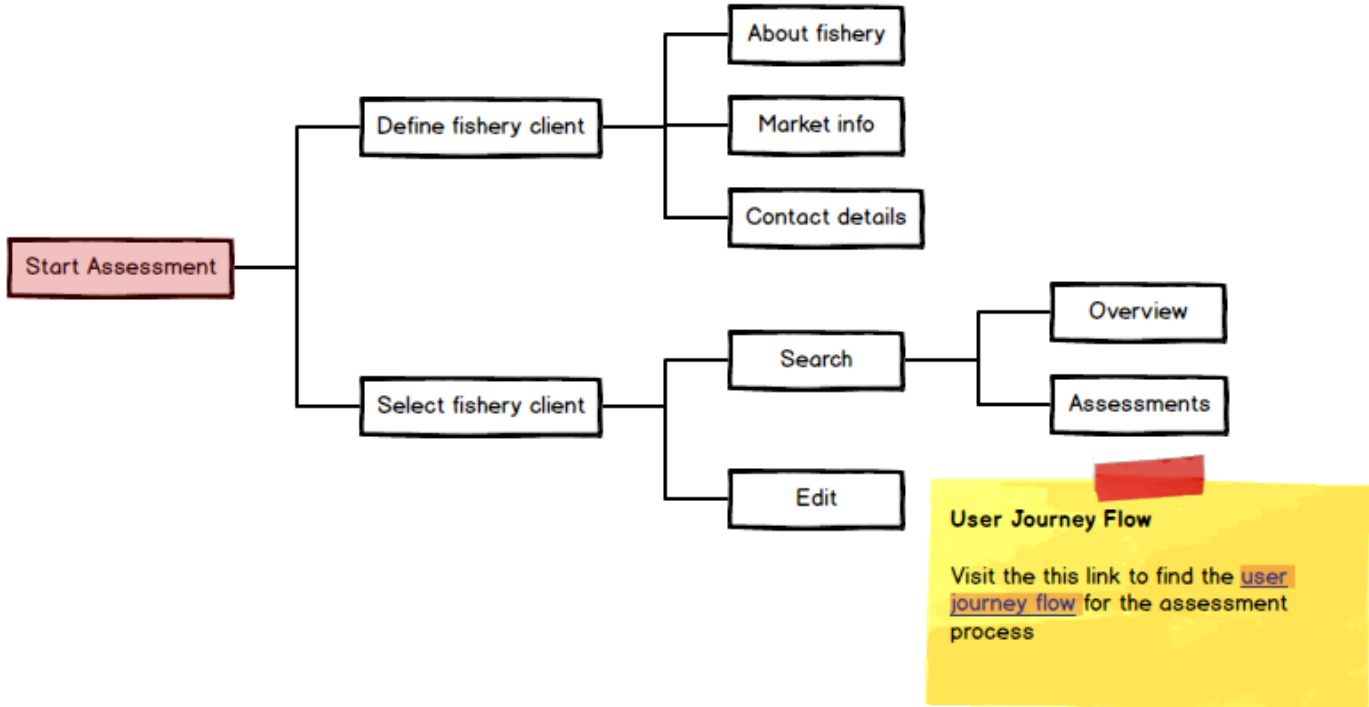 About fishery
Define fishery client
Market info
Contact details
Start Assessment
Overview
Search
Select fishery client
Assessments
Edit
User Journey Flow
Visit the this link to find the user
journey flow for the assessment
process